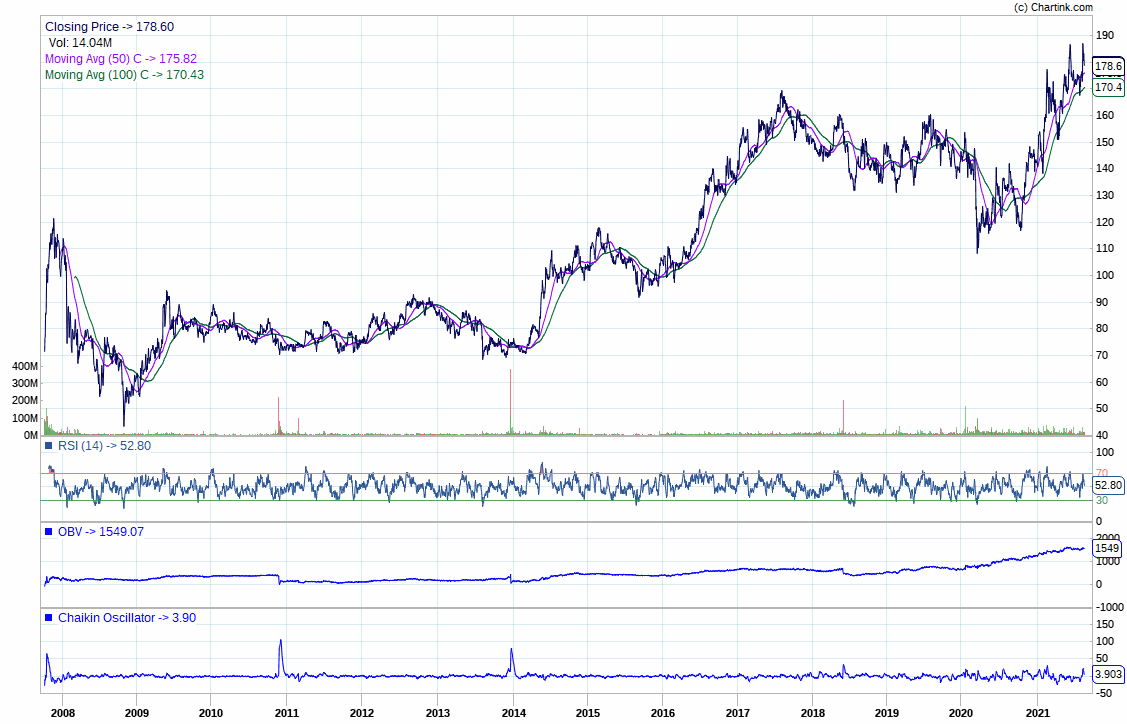 (c) Chartink.com
Closing Price -> 178.60
Vol: 14.04M
Moving Avg (50) C -> 175.82
Moving Avg (100) C -> 170.43
190
178.6
170.4
160
150
140
130
120
110
100
90
80
70
60
50
40
400M
300M
200M
100M
0M
RSI (14) -> 52.80
100
70
52.80
30
0
OBV -> 1549.07
2000
1549
1000
0
-1000
Chaikin Oscillator -> 3.90
150
100
50
3.903
-50
2008 2009 2010 2011 2012 2013 2014 2015 2016 2017 2018 2019 2020 2021